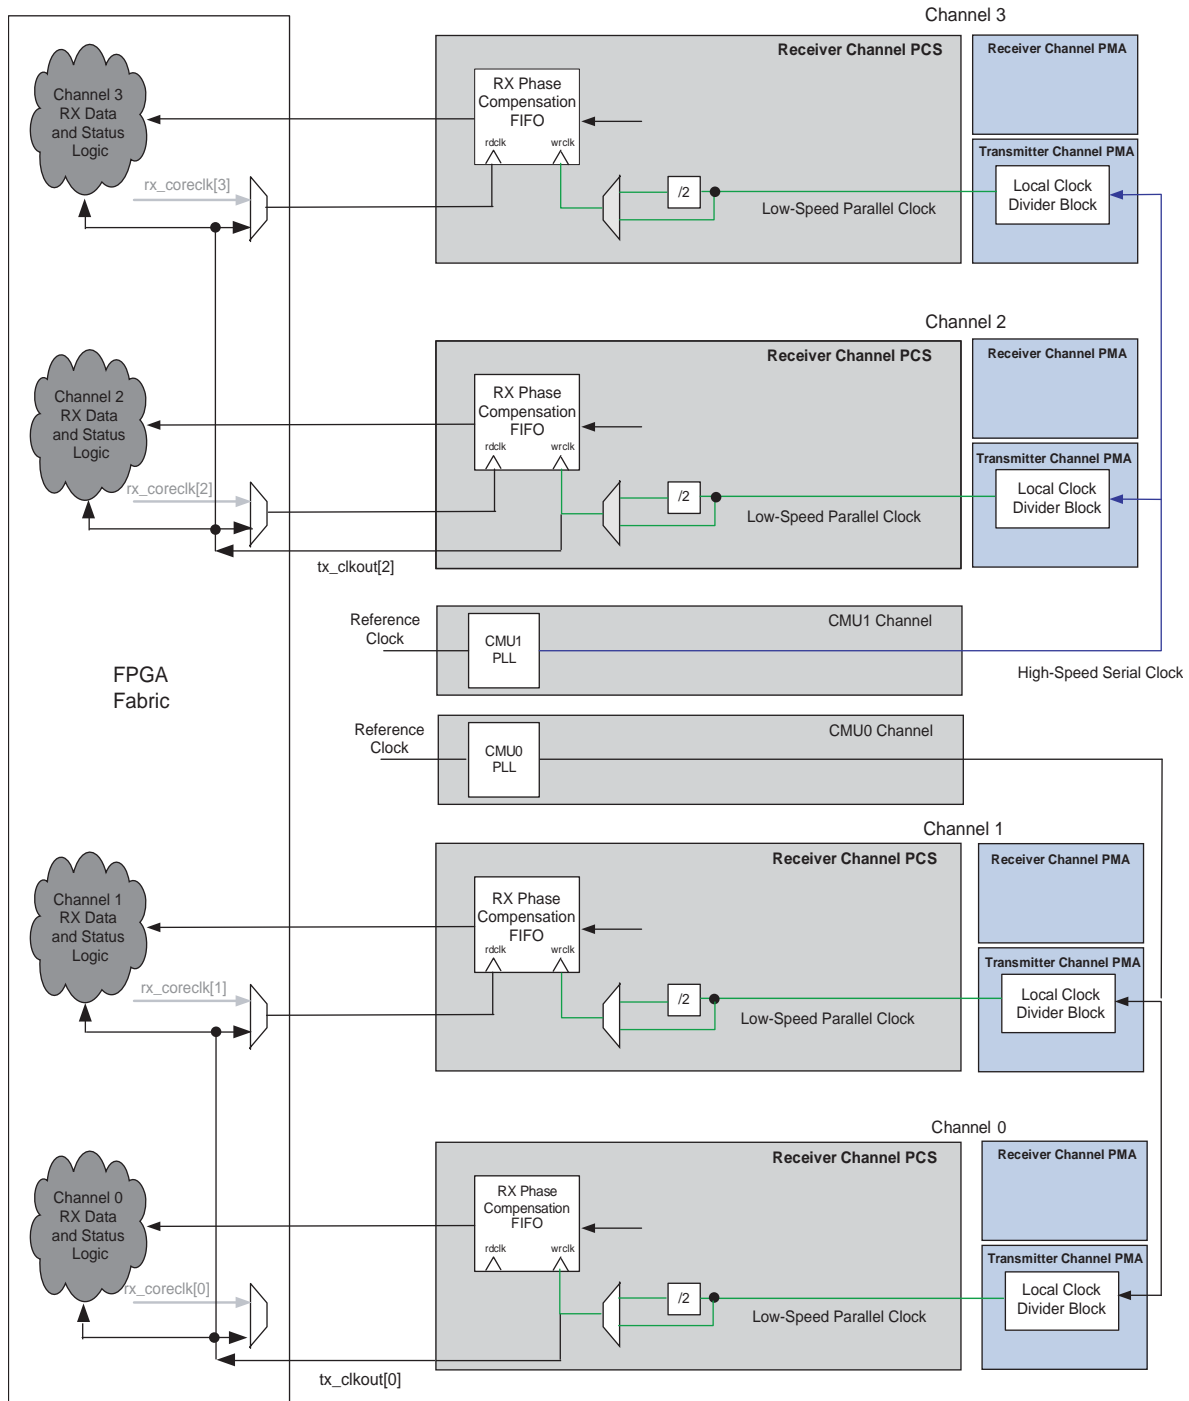 Channel 3
Receiver Channel PCS
Receiver Channel PMA
Channel 3
RX Data
and Status
Logic
RX Phase
Compensation
FIFO
rdclk
wrclk
Transmitter Channel PMA
rx_coreclk[3]
/2
Low-Speed Parallel Clock
Local Clock
Divider Block
Channel 2
Receiver Channel PCS
Receiver Channel PMA
Channel 2
RX Data
and Status
Logic
RX Phase
Compensation
FIFO
rdclk
wrclk
Transmitter Channel PMA
rx_coreclk[2]
/2
Low-Speed Parallel Clock
Local Clock
Divider Block
tx_clkout[2]
Reference
Clock
CMU1
PLL
CMU1 Channel
FPGA
Fabric
High-Speed Serial Clock
Reference
Clock
CMU0
PLL
CMU0 Channel
Channel 1
Receiver Channel PCS
Receiver Channel PMA
Channel 1
RX Data
and Status
Logic
RX Phase
Compensation
FIFO
rdclk
wrclk
Transmitter Channel PMA
rx_coreclk[1]
/2
Low-Speed Parallel Clock
Local Clock
Divider Block
Channel 0
Receiver Channel PCS
Receiver Channel PMA
Channel 0
RX Data
and Status
Logic
RX Phase
Compensation
FIFO
rdclk
wrclk
Transmitter Channel PMA
rx_coreclk[0]
/2
Low-Speed Parallel Clock
Local Clock
Divider Block
tx_clkout[0]